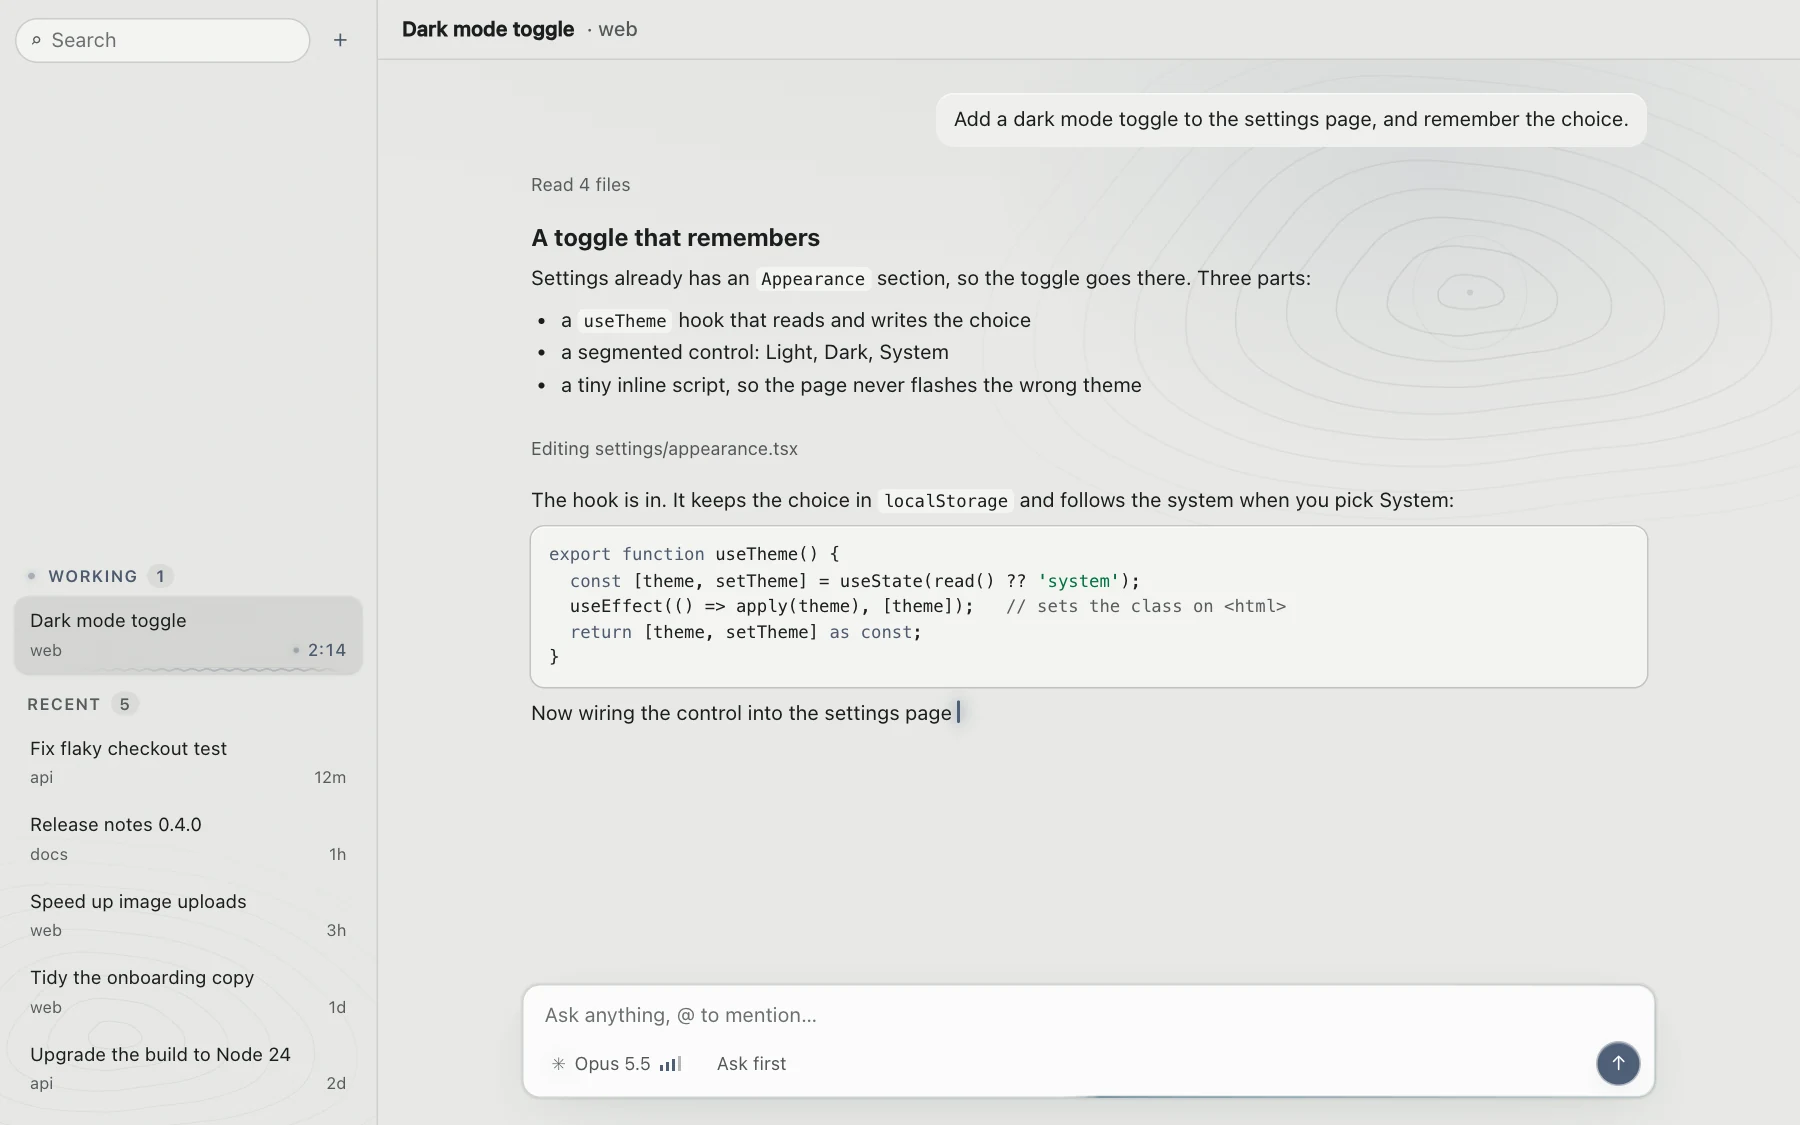 Search
+
Dark mode toggle · web
Add a dark mode toggle to the settings page, and remember the choice.
Read 4 files
A toggle that remembers
Settings already has an Appearance section, so the toggle goes there. Three parts:
• a useTheme hook that reads and writes the choice
• a segmented control: Light, Dark, System
• a tiny inline script, so the page never flashes the wrong theme
Editing settings/appearance.tsx
The hook is in. It keeps the choice in localStorage and follows the system when you pick System:
export function useTheme() {
  const [theme, setTheme] = useState(read() ?? 'system');
  useEffect(() => apply(theme), [theme]);   // sets the class on <html>
  return [theme, setTheme] as const;
}
Now wiring the control into the settings page
WORKING 1
Dark mode toggle
web 2:14
RECENT 5
Fix flaky checkout test
api 12m
Release notes 0.4.0
docs 1h
Speed up image uploads
web 3h
Tidy the onboarding copy
web 1d
Upgrade the build to Node 24
api 2d
Ask anything, @ to mention...
Opus 5.5 Ask first